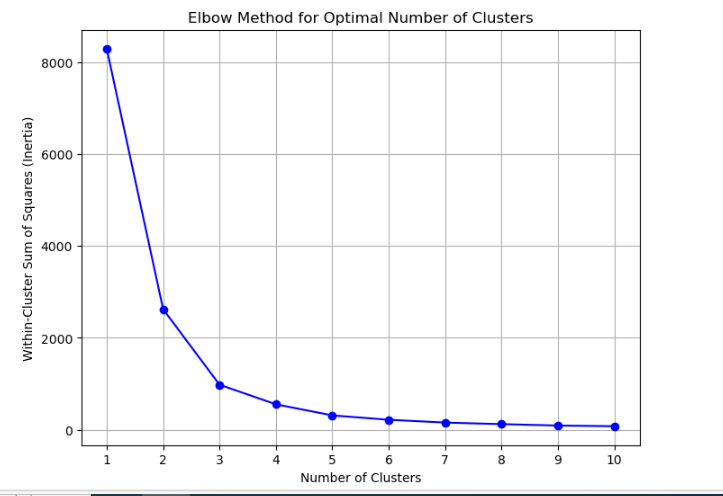 Elbow Method for Optimal Number of Clusters
Within-Cluster Sum of Squares (Inertia)
8000
6000
4000
2000
0
1 2 3 4 5 6 7 8 9 10
Number of Clusters